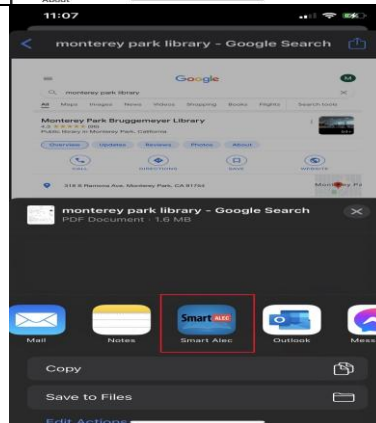 About
11:07
monterey park library - Google Search
Google
M
monterey park library
All Maps Images News Videos Shopping Books Flights Search tools
Monterey Park Bruggemeyer Library
Public library in Monterey Park, California
Overview Updates Reviews Photos About
CALL DIRECTIONS SAVE WEBSITE
318 S Ramona Ave, Monterey Park, CA 91754
monterey park library - Google Search
PDF Document · 1.6 MB
Smart ALEC
Mail Notes Smart Alec Outlook Mess
Copy
Save to Files
Edit Actions